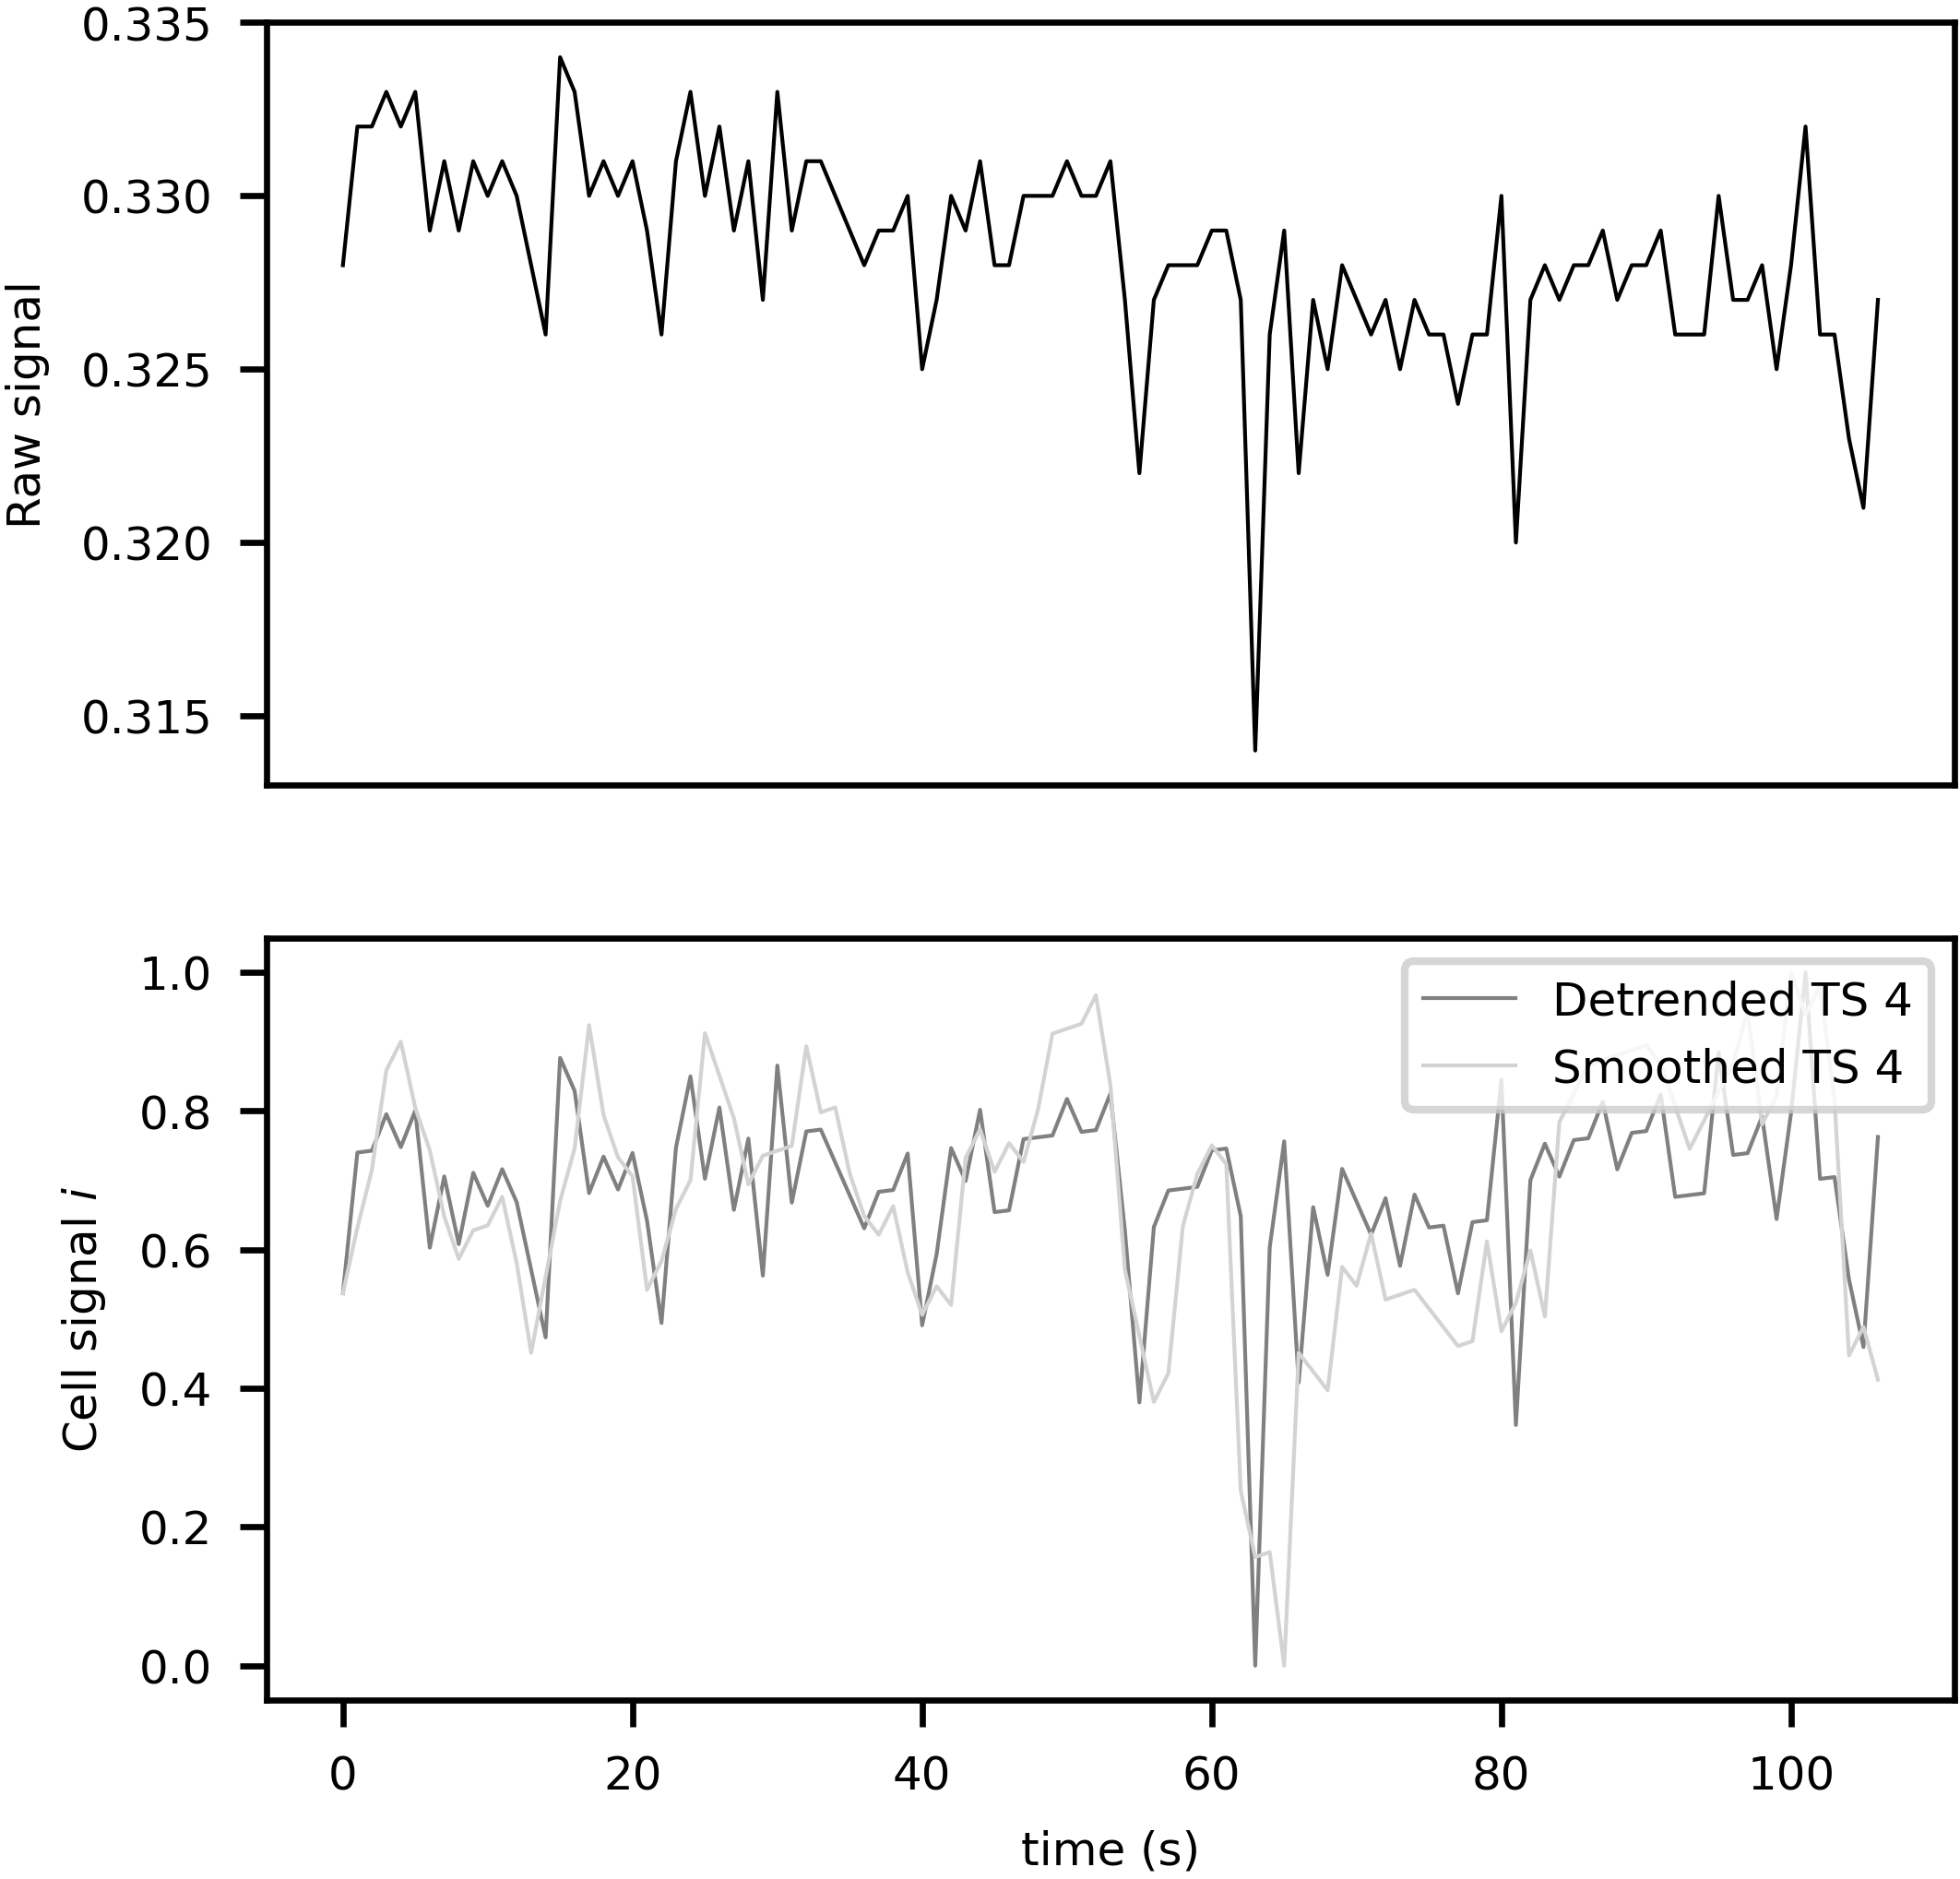 0.335
0.330
0.325
0.320
0.315
Raw signal
1.0
0.8
0.6
0.4
0.2
0.0
Cell signal i
Detrended TS 4
Smoothed TS 4
0 20 40 60 80 100
time (s)